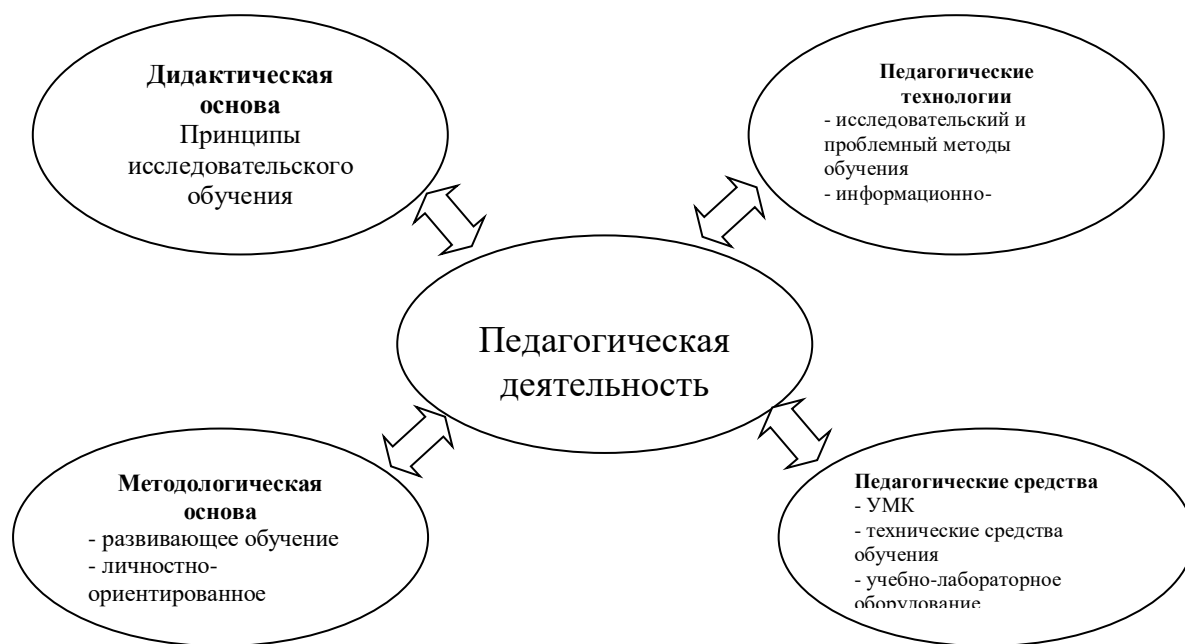 Дидактическая
основа
Принципы
исследовательского
обучения
Педагогические
технологии
- исследовательский и
проблемный методы
обучения
- информационно-
Педагогическая
деятельность
Методологическая
основа
- развивающее обучение
- личностно-
ориентированное
Педагогические средства
- УМК
- технические средства
обучения
- учебно-лабораторное
оборудование